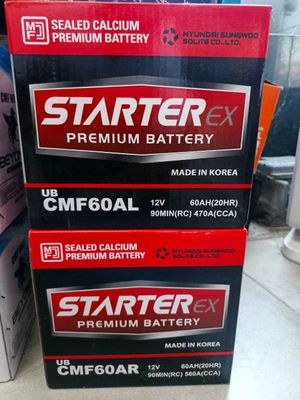 MFJ
SEALED CALCIUM
PREMIUM BATTERY
HYUNDAI SUNGWOO
SOLITE CO.,LTD.
STARTER EX
PREMIUM BATTERY
MADE IN KOREA
UB
CMF60AL
12V 60AH(20HR)
90MIN(RC) 470A(CCA)
SEALED CALCIUM
PREMIUM BATTERY
HYUNDAI SUNGWOO
SOLITE CO.,LTD.
STARTER EX
PREMIUM BATTERY
MADE IN KOREA
UB
CMF60AR
12V 60AH(20HR)
90MIN(RC) 560A(CCA)